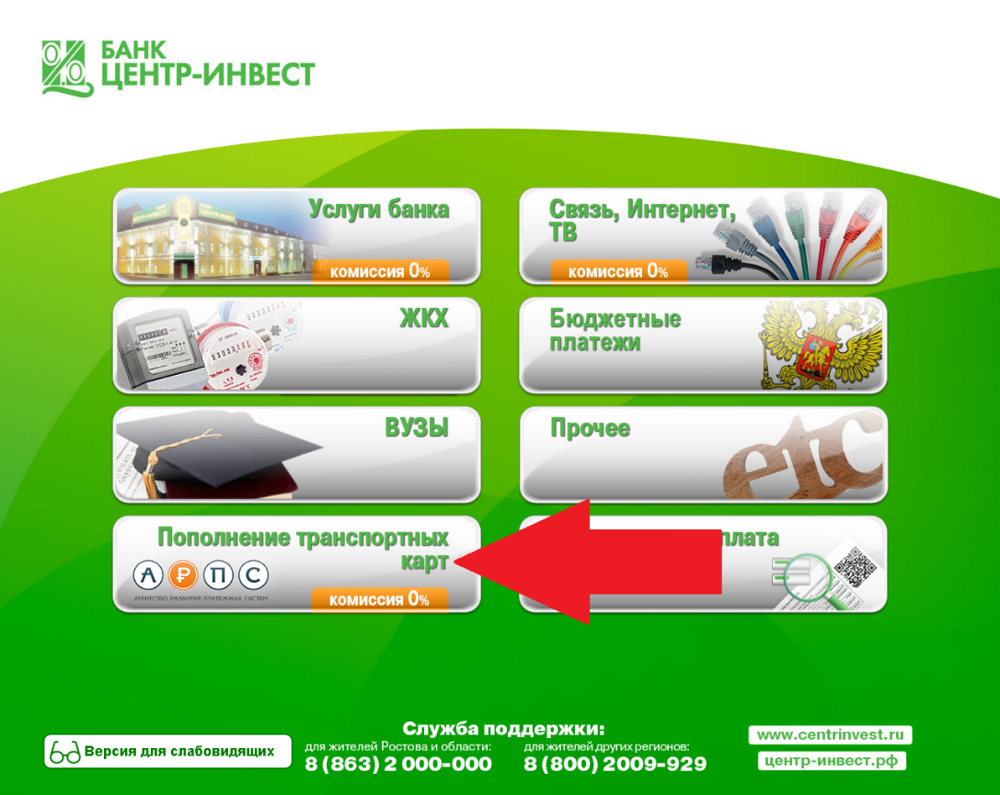 БАНК
ЦЕНТР-ИНВЕСТ
Услуги банка
комиссия 0%
Связь, Интернет,
ТВ
комиссия 0%
ЖКХ
Бюджетные
платежи
ВУЗЫ
Прочее
etc
Пополнение транспортных
карт
А ₽ П С
АГЕНТСТВО РАЗВИТИЯ ПЛАТЕЖНЫХ СИСТЕМ
комиссия 0%
плата
Служба поддержки:
для жителей Ростова и области:
8 (863) 2 000-000
для жителей других регионов:
8 (800) 2009-929
Версия для слабовидящих
www.centrinvest.ru
центр-инвест.рф